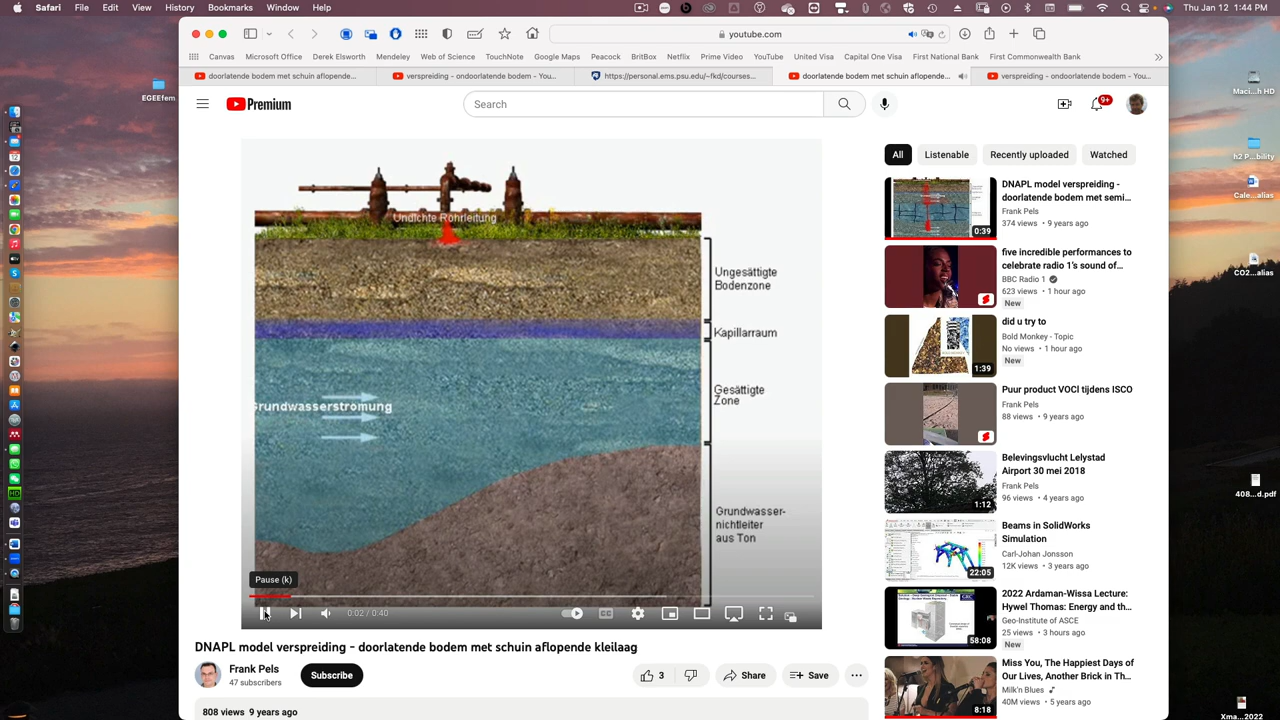 Safari File Edit View History Bookmarks Window Help
Thu Jan 12 1:44 PM
youtube.com
Canvas Microsoft Office Derek Elsworth Mendeley Web of Science TouchNote Google Maps Peacock BritBox Netflix Prime Video YouTube United Visa Capital One Visa First National Bank First Commonwealth Bank
doorlatende bodem met schuin aflopende... verspreiding - ondoorlatende bodem - You... https://personal.ems.psu.edu/~fkd/courses... doorlatende bodem met schuin aflopende... verspreiding - ondoorlatende bodem - You...
EGEEfem
Premium
Search
9+
Undichte Rohrleitung
Ungesättigte
Bodenzone
Kapillarraum
Gesättigte
Zone
Grundwasserströmung
Grundwasser-
nichtleiter
aus Ton
Pause (k)
0:02 / 0:40
DNAPL model verspreiding - doorlatende bodem met schuin aflopende kleilaag
Frank Pels
47 subscribers
Subscribe
3
Share
Save
808 views 9 years ago
All Listenable Recently uploaded Watched
DNAPL model verspreiding -
doorlatende bodem met semi...
Frank Pels
374 views • 9 years ago
0:39
five incredible performances to
celebrate radio 1's sound of...
BBC Radio 1
623 views • 1 hour ago
New
did u try to
Bold Monkey - Topic
No views • 1 hour ago
New
1:39
Puur product VOCl tijdens ISCO
Frank Pels
88 views • 9 years ago
Belevingsvlucht Lelystad
Airport 30 mei 2018
Frank Pels
96 views • 4 years ago
1:12
Beams in SolidWorks
Simulation
Carl-Johan Jonsson
12K views • 3 years ago
22:05
2022 Ardaman-Wissa Lecture:
Hywel Thomas: Energy and th...
Geo-Institute of ASCE
25 views • 3 hours ago
New
58:08
Miss You, The Happiest Days of
Our Lives, Another Brick in Th...
Milk'n Blues
40M views • 5 years ago
8:18
Maci...h HD
h2 P...bility
Cale...alias
CO2...alias
408...d.pdf
Xma...2022